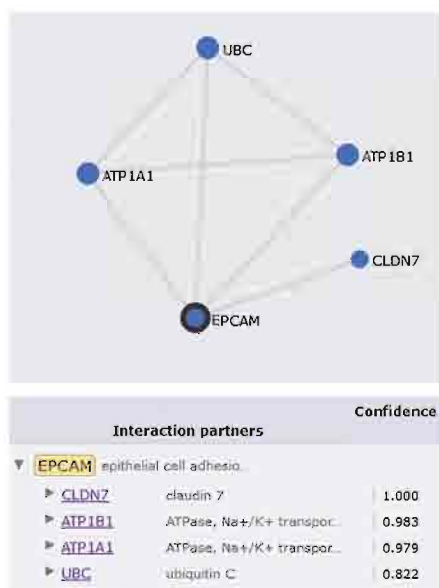 UBC
ATP1B1
ATP1A1
CLDN7
EPCAM
Confidence
Interaction partners
EPCAM epithelial cell adhesio...
CLDN7 claudin 7 1.000
ATP1B1 ATPase, Na+/K+ transpor... 0.983
ATP1A1 ATPase, Na+/K+ transpor... 0.979
UBC ubiquitin C 0.822